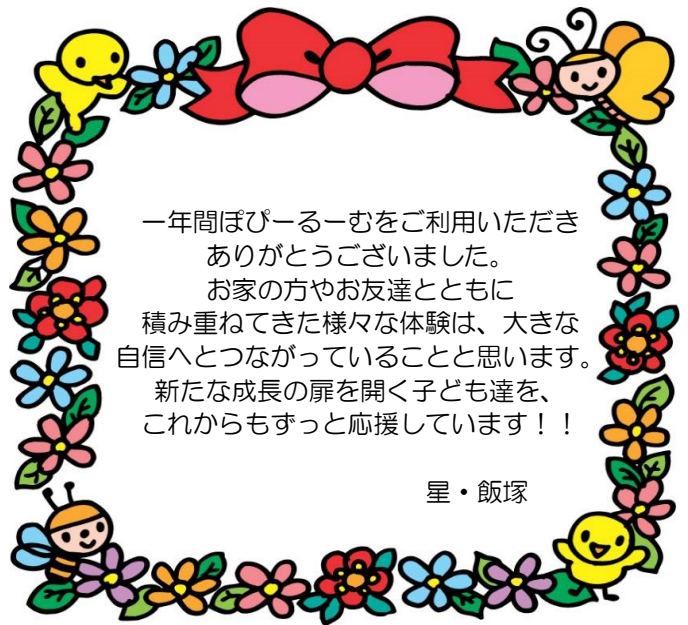 一年間ぽぴーるーむをご利用いただき
ありがとうございました。
お家の方やお友達とともに
積み重ねてきた様々な体験は、大きな
自信へとつながっていることと思います。
新たな成長の扉を開く子ども達を、
これからもずっと応援しています！！
星・飯塚